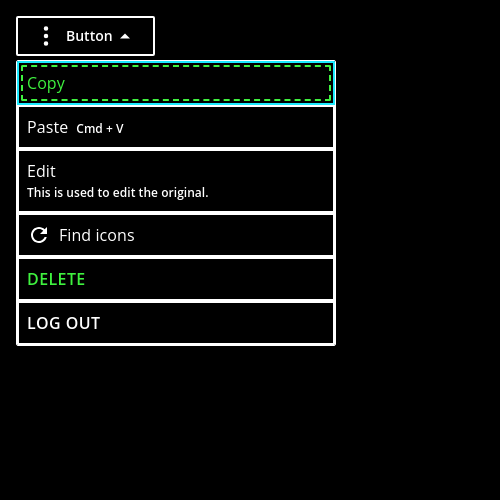 Button
Copy
Paste Cmd + V
Edit
This is used to edit the original.
Find icons
DELETE
LOG OUT